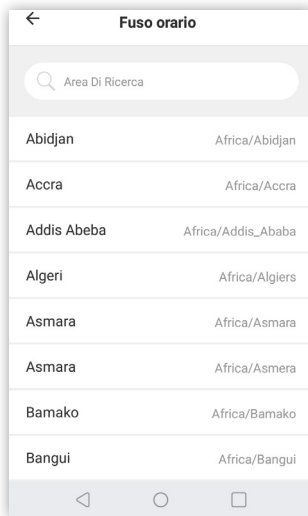 Fuso orario
Area Di Ricerca
Abidjan Africa/Abidjan
Accra Africa/Accra
Addis Abeba Africa/Addis_Ababa
Algeri Africa/Algiers
Asmara Africa/Asmara
Asmara Africa/Asmera
Bamako Africa/Bamako
Bangui Africa/Bangui